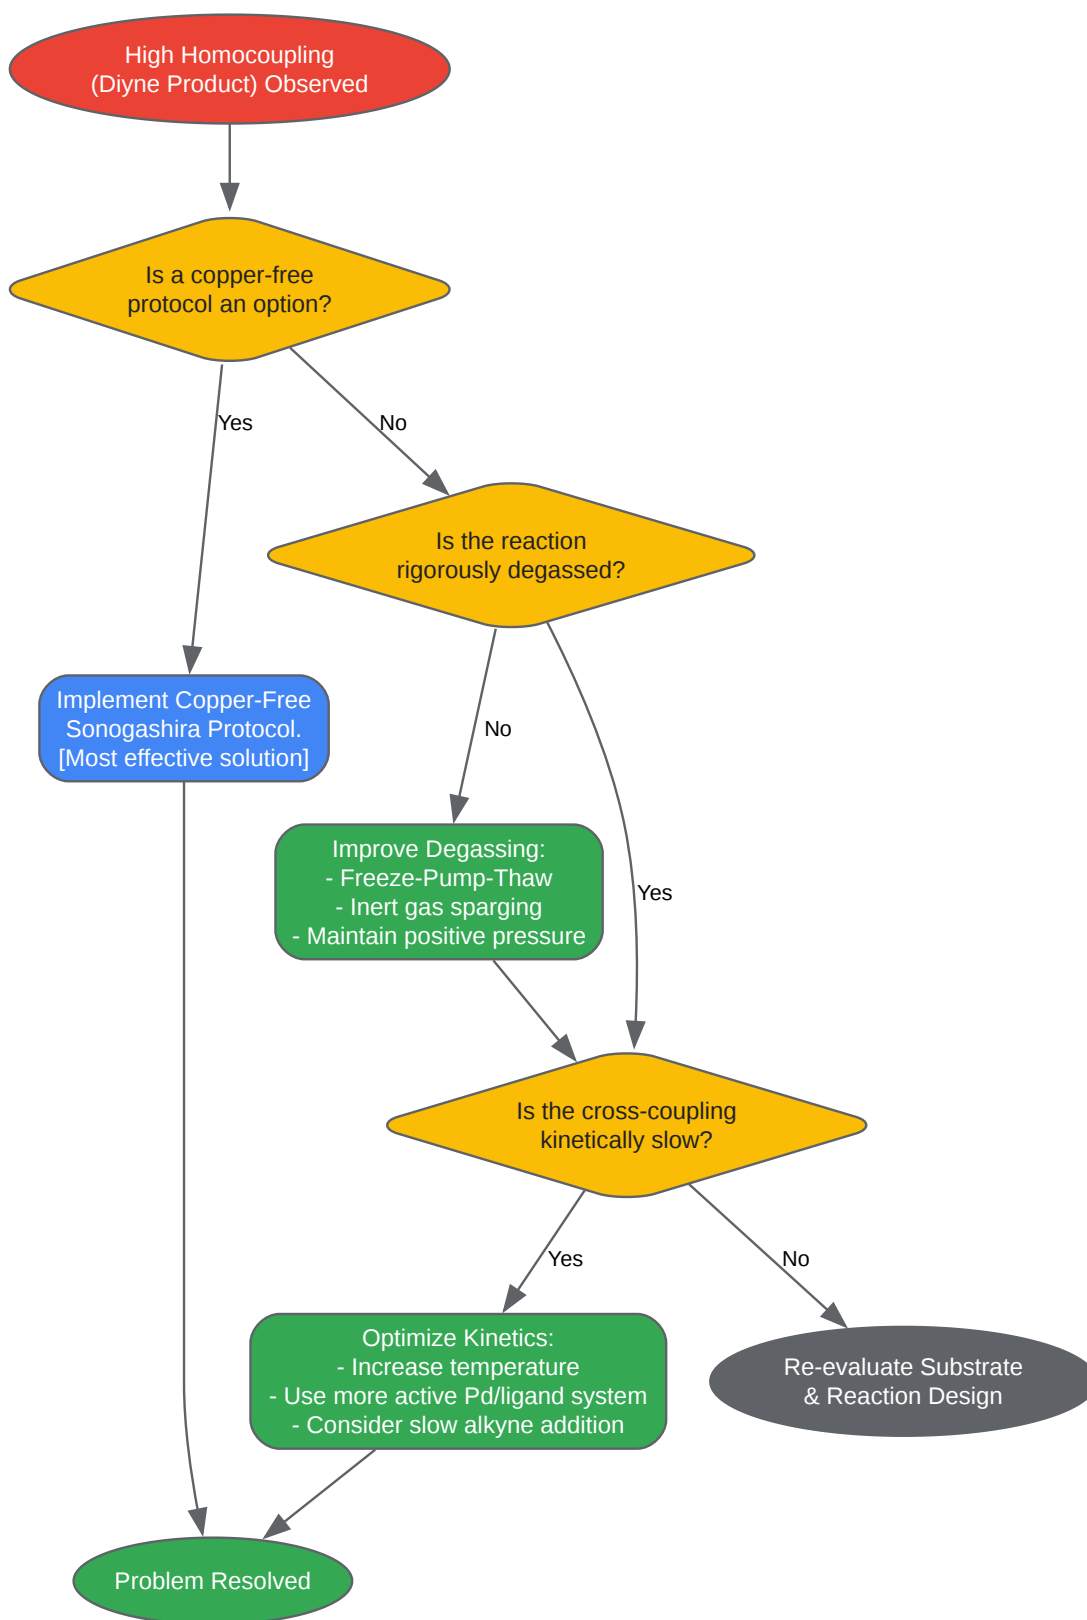 High Homocoupling
(Diyne Product) Observed
Is a copper-free
protocol an option?
Yes
No
Is the reaction
rigorously degassed?
Implement Copper-Free
Sonogashira Protocol.
[Most effective solution]
No
Improve Degassing:
- Freeze-Pump-Thaw
- Inert gas sparging
- Maintain positive pressure
Yes
Is the cross-coupling
kinetically slow?
Yes
No
Optimize Kinetics:
- Increase temperature
- Use more active Pd/ligand system
- Consider slow alkyne addition
Re-evaluate Substrate
& Reaction Design
Problem Resolved